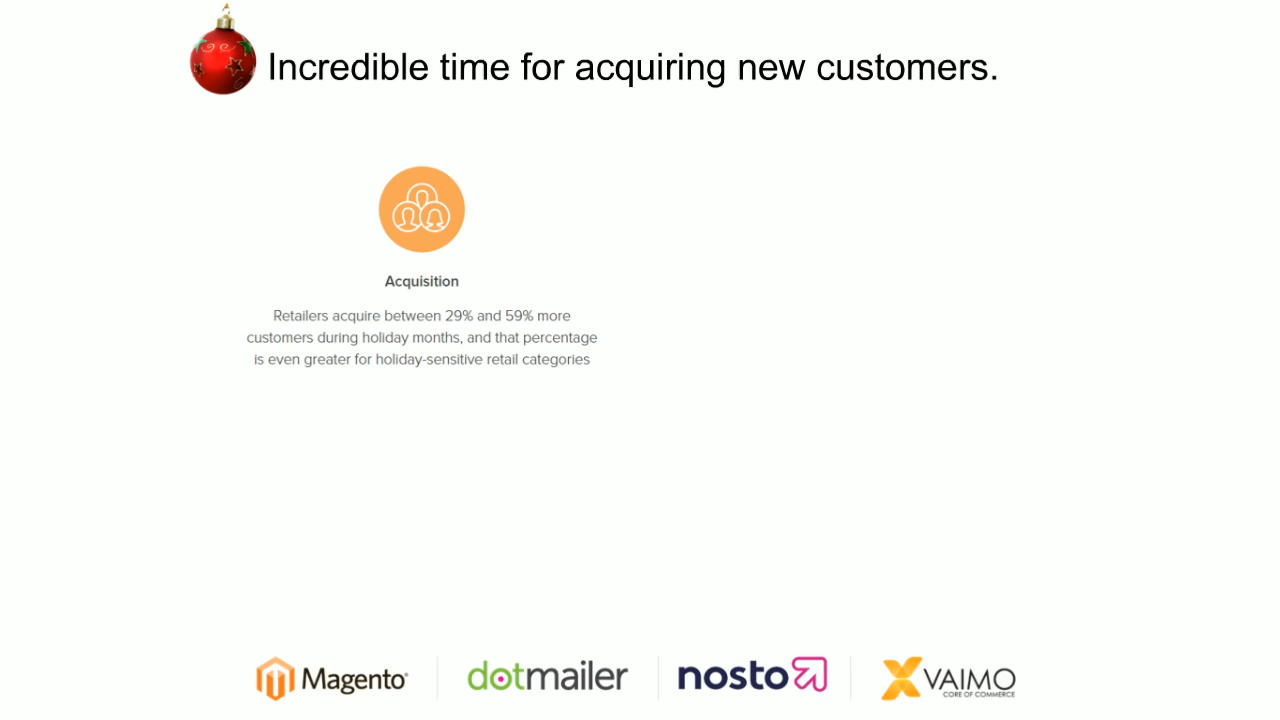 Incredible time for acquiring new customers.
Acquisition
Retailers acquire between 29% and 59% more
customers during holiday months, and that percentage
is even greater for holiday-sensitive retail categories
Magento®
dotmailer
nosto
VAIMO
CORE OF COMMERCE